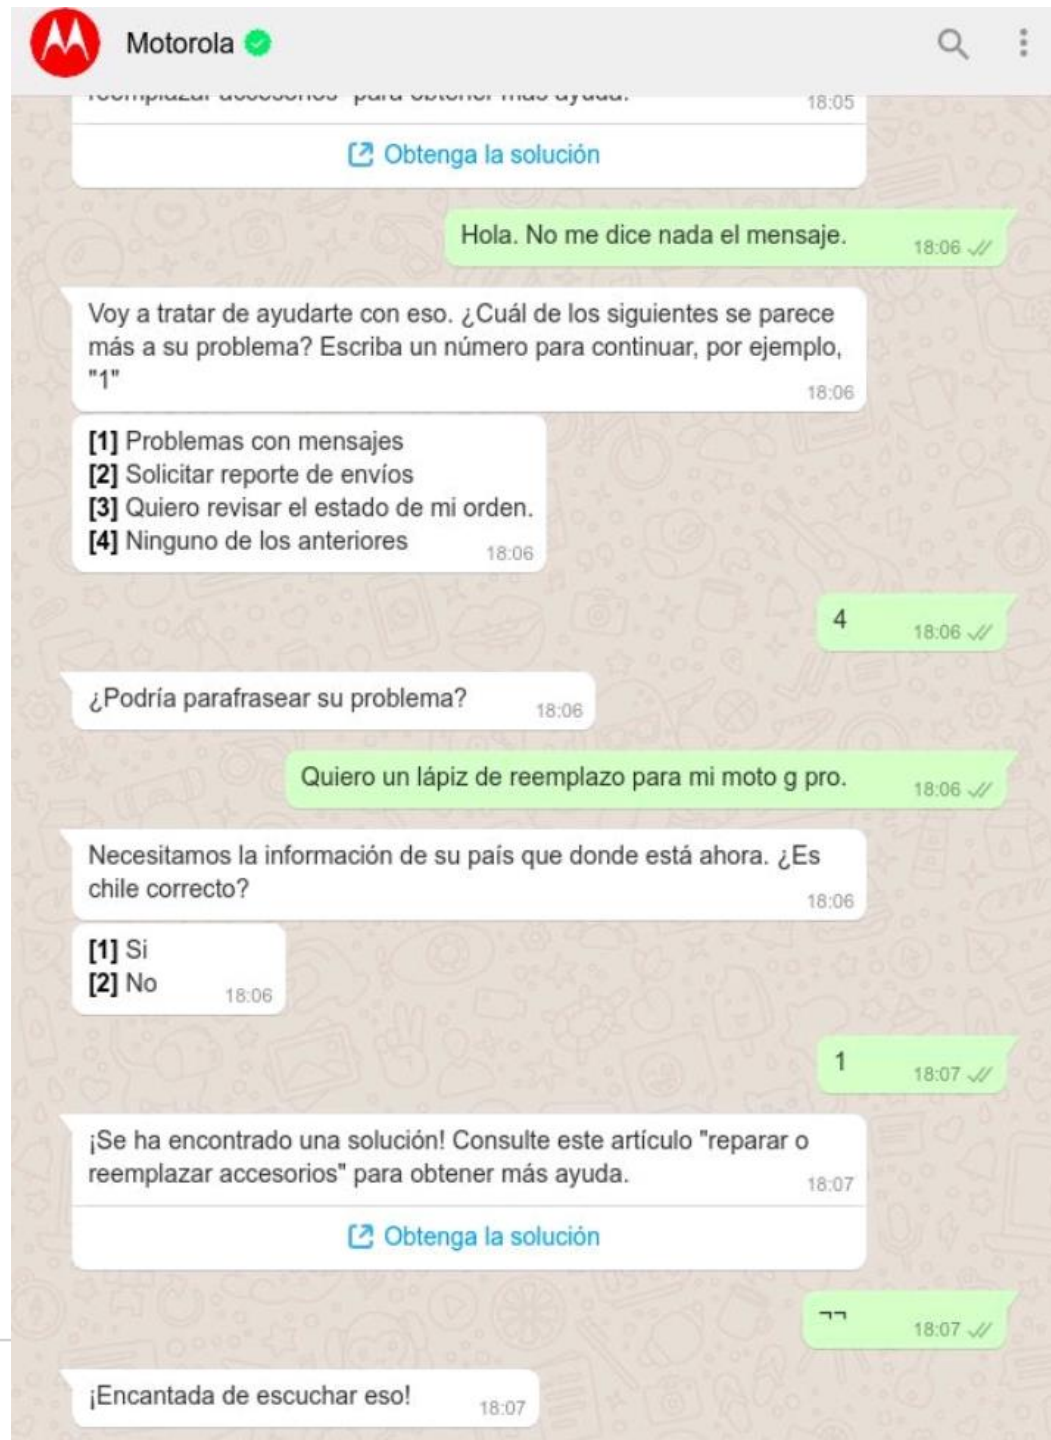 Motorola
reemplazar accesorios" para obtener más ayuda.
18:05
Obtenga la solución
Hola. No me dice nada el mensaje.
18:06
Voy a tratar de ayudarte con eso. ¿Cuál de los siguientes se parece
más a su problema? Escriba un número para continuar, por ejemplo,
"1"
18:06
[1] Problemas con mensajes
[2] Solicitar reporte de envíos
[3] Quiero revisar el estado de mi orden.
[4] Ninguno de los anteriores
18:06
4
18:06
¿Podría parafrasear su problema?
18:06
Quiero un lápiz de reemplazo para mi moto g pro.
18:06
Necesitamos la información de su país que donde está ahora. ¿Es
chile correcto?
18:06
[1] Si
[2] No
18:06
1
18:07
¡Se ha encontrado una solución! Consulte este artículo "reparar o
reemplazar accesorios" para obtener más ayuda.
18:07
Obtenga la solución
¬¬
18:07
¡Encantada de escuchar eso!
18:07